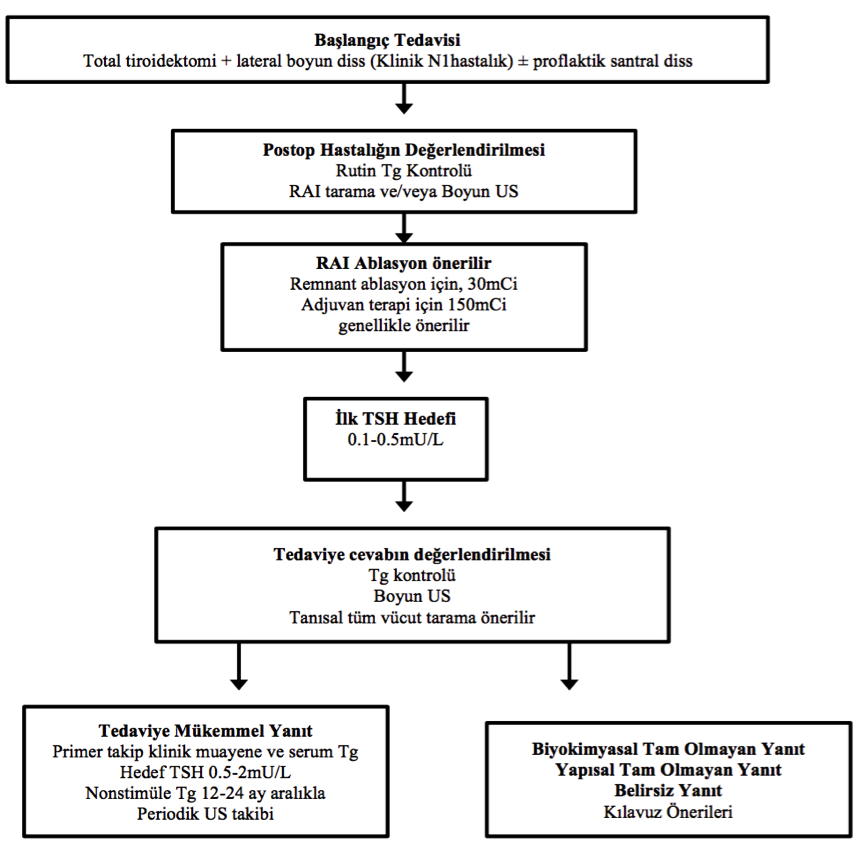 Başlangıç Tedavisi
Total tiroidektomi + lateral boyun diss (Klinik N1hastalık) ± proflaktik santral diss
Postop Hastalığın Değerlendirilmesi
Rutin Tg Kontrolü
RAI tarama ve/veya Boyun US
RAI Ablasyon önerilir
Remnant ablasyon için, 30mCi
Adjuvan terapi için 150mCi
genellikle önerilir
İlk TSH Hedefi
0.1-0.5mU/L
Tedaviye cevabın değerlendirilmesi
Tg kontrolü
Boyun US
Tanısal tüm vücut tarama önerilir
Tedaviye Mükemmel Yanıt
Primer takip klinik muayene ve serum Tg
Hedef TSH 0.5-2mU/L
Nonstimüle Tg 12-24 ay aralıkla
Periodik US takibi
Biyokimyasal Tam Olmayan Yanıt
Yapısal Tam Olmayan Yanıt
Belirsiz Yanıt
Kılavuz Önerileri